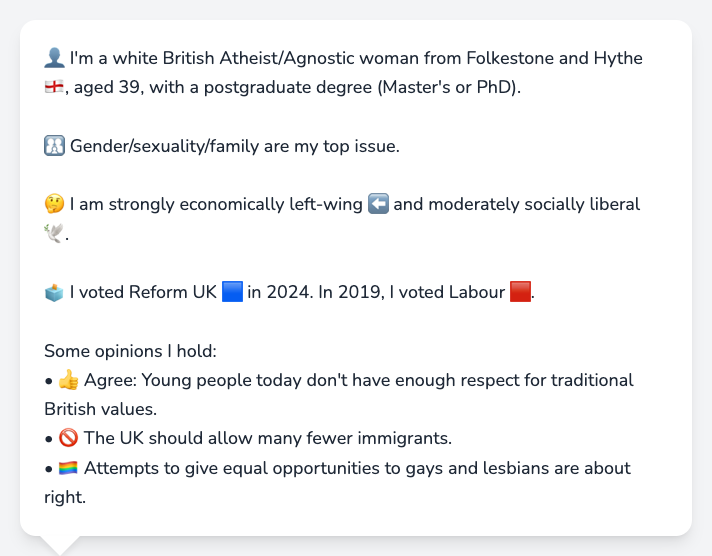 👤 I'm a white British Atheist/Agnostic woman from Folkestone and Hythe
🏴󠁧󠁢󠁥󠁮󠁧󠁿, aged 39, with a postgraduate degree (Master's or PhD).
🚻 Gender/sexuality/family are my top issue.
🤔 I am strongly economically left-wing ⬅️ and moderately socially liberal
🕊️.
🗳️ I voted Reform UK 🟦 in 2024. In 2019, I voted Labour 🟥.
Some opinions I hold:
• 👍 Agree: Young people today don't have enough respect for traditional
British values.
• 🚫 The UK should allow many fewer immigrants.
• 🏳️‍🌈 Attempts to give equal opportunities to gays and lesbians are about
right.